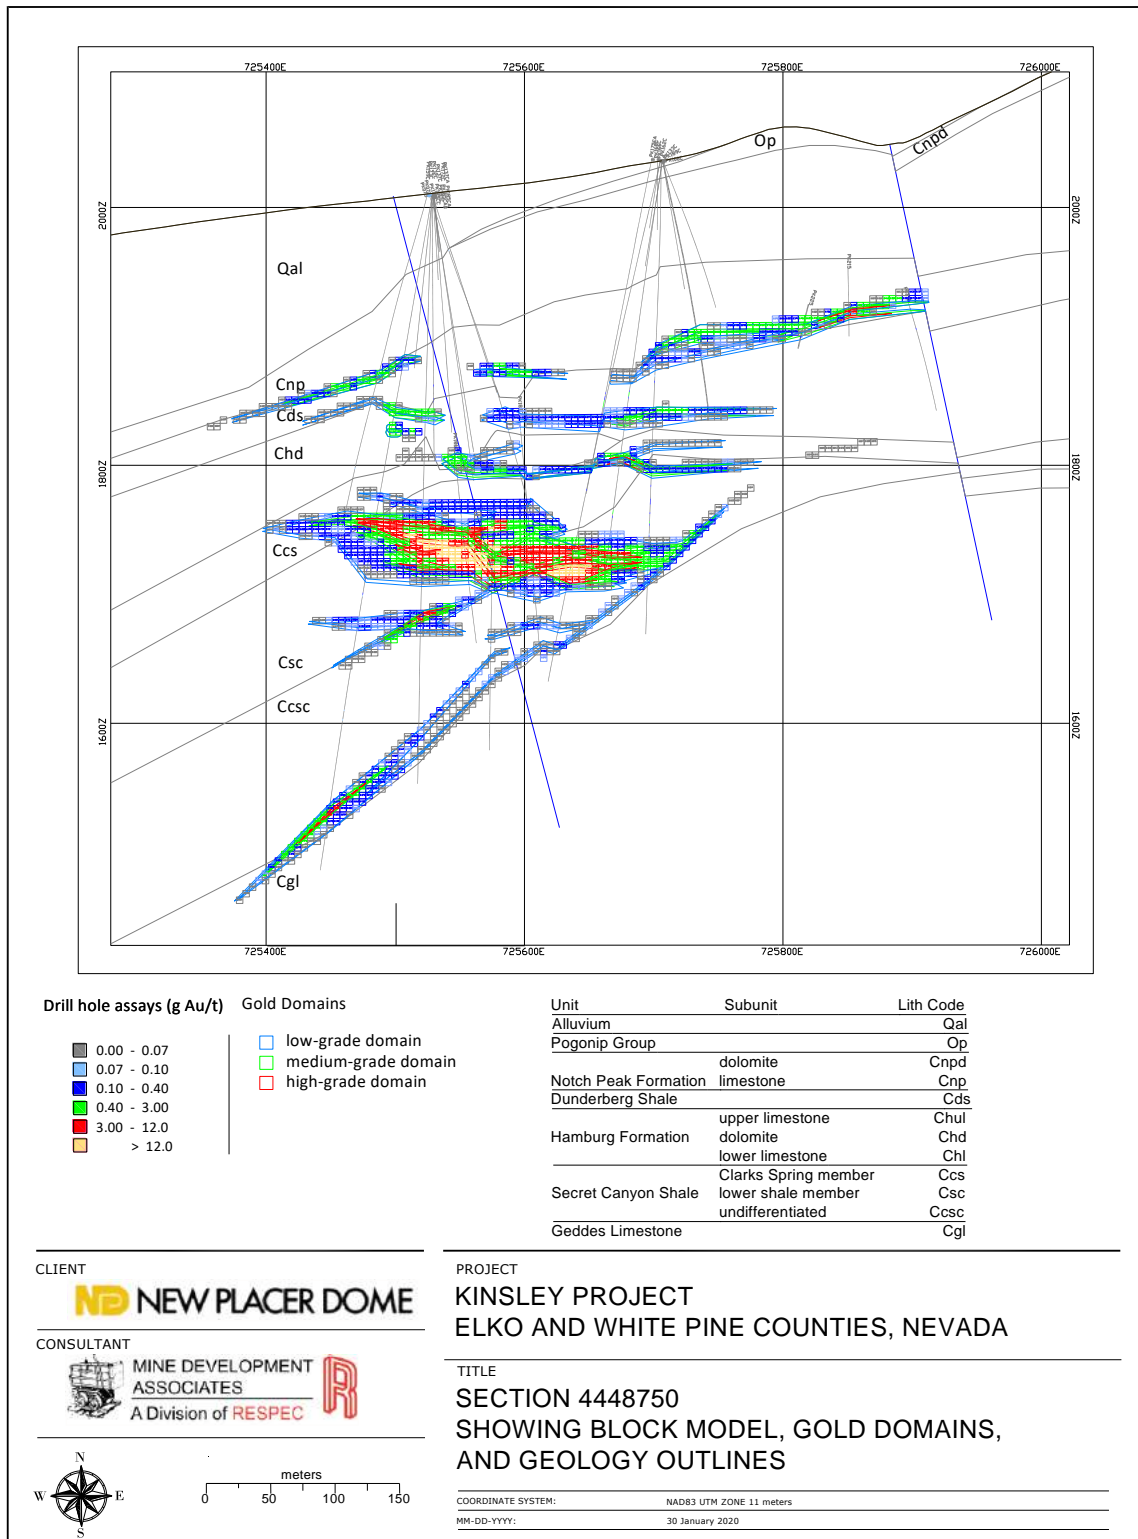 725400E 725600E 725800E 726000E
Op
Cnpd
2000Z 2000Z
Qal
PK215
Cnp
Cds
Chd
1800Z 1800Z
Ccs
Csc
Ccsc
1600Z 1600Z
Cgl
725400E 725600E 725800E 726000E
Drill hole assays (g Au/t)
0.00 - 0.07
0.07 - 0.10
0.10 - 0.40
0.40 - 3.00
3.00 - 12.0
> 12.0
Gold Domains
low-grade domain
medium-grade domain
high-grade domain
Unit Subunit Lith Code
Alluvium Qal
Pogonip Group Op
dolomite Cnpd
Notch Peak Formation limestone Cnp
Dunderberg Shale Cds
upper limestone Chul
Hamburg Formation dolomite Chd
lower limestone Chl
Clarks Spring member Ccs
Secret Canyon Shale lower shale member Csc
undifferentiated Ccsc
Geddes Limestone Cgl
CLIENT
ND NEW PLACER DOME
CONSULTANT
MINE DEVELOPMENT
ASSOCIATES
A Division of RESPEC
N
W E
S
meters
0 50 100 150
PROJECT
KINSLEY PROJECT
ELKO AND WHITE PINE COUNTIES, NEVADA
TITLE
SECTION 4448750
SHOWING BLOCK MODEL, GOLD DOMAINS,
AND GEOLOGY OUTLINES
COORDINATE SYSTEM: NAD83 UTM ZONE 11 meters
MM-DD-YYYY: 30 January 2020